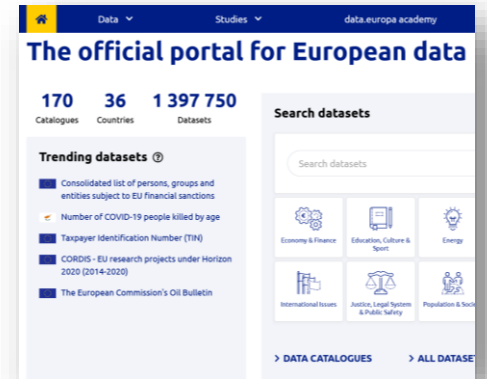 Data
Studies
data.europa academy
The official portal for European data
170
36
1 397 750
Catalogues
Countries
Datasets
Trending datasets
Consolidated list of persons, groups and
entities subject to EU financial sanctions
Number of COVID-19 people killed by age
Taxpayer Identification Number (TIN)
CORDIS - EU research projects under Horizon
2020 (2014-2020)
The European Commission's Oil Bulletin
Search datasets
Search datasets
Economy & Finance
Education, Culture &
Sport
Energy
International Issues
Justice, Legal System
& Public Safety
Population &
> DATA CATALOGUES
> ALL